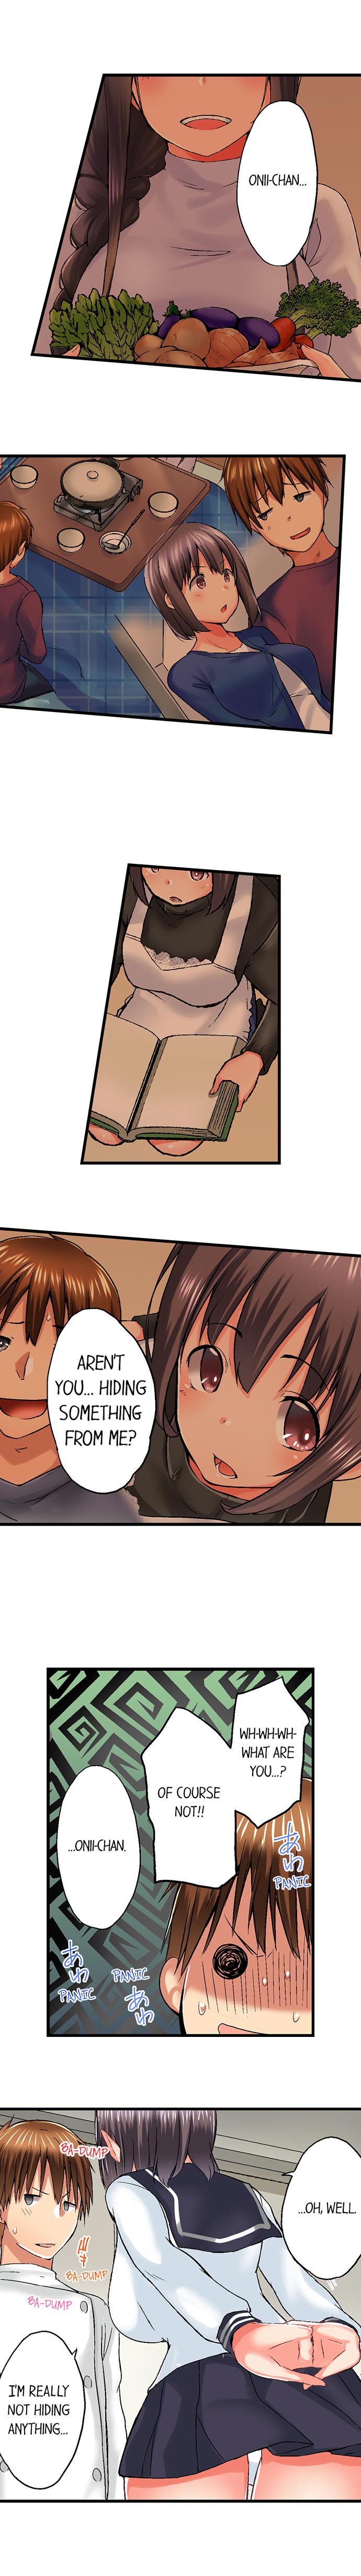 ONII-CHAN...
AREN'T
YOU... HIDING
SOMETHING
FROM ME?
WH-WH-WH-
WHAT ARE
YOU...?
OF COURSE
NOT!!
...ONII-CHAN.
あわ
PANIC
PANIC
あわ
あわ
PANIC
BA-DUMP
...OH, WELL.
BA-DUMP
BA-DUMP
I'M REALLY
NOT HIDING
ANYTHING...